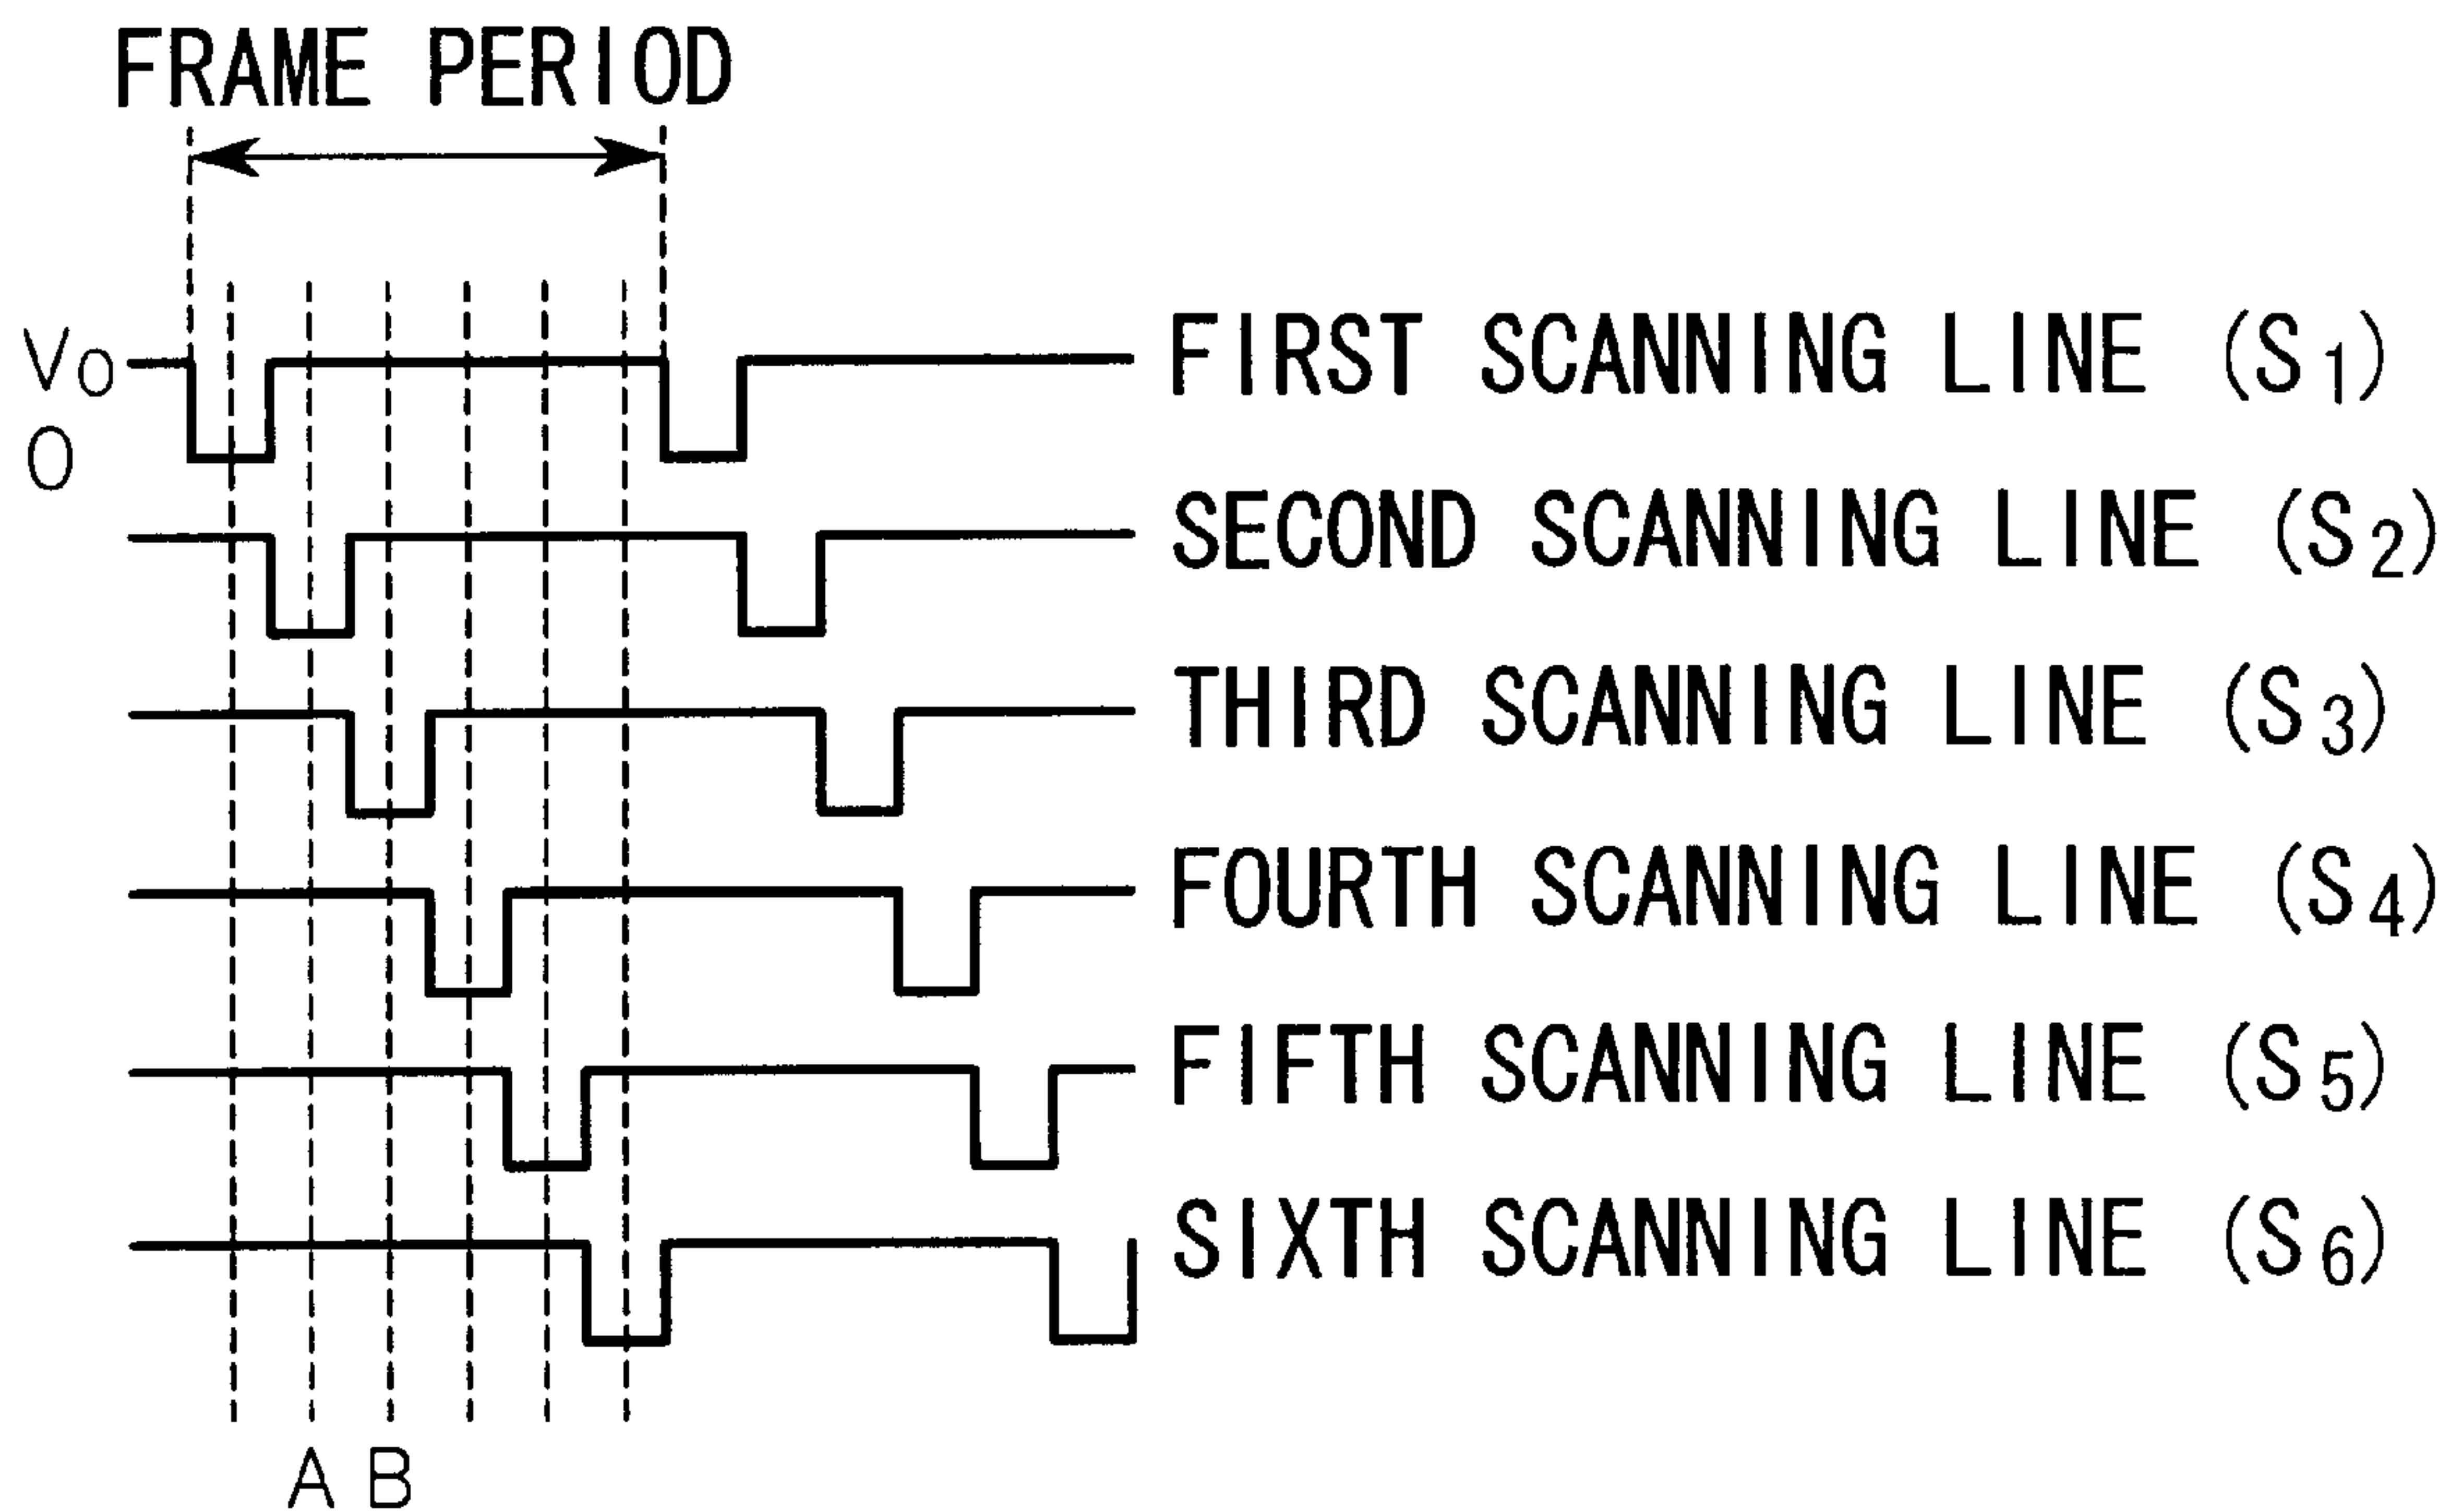 FRAME PERIOD
Vo
0
FIRST SCANNING LINE (S1)
SECOND SCANNING LINE (S2)
THIRD SCANNING LINE (S3)
FOURTH SCANNING LINE (S4)
FIFTH SCANNING LINE (S5)
SIXTH SCANNING LINE (S6)
A B